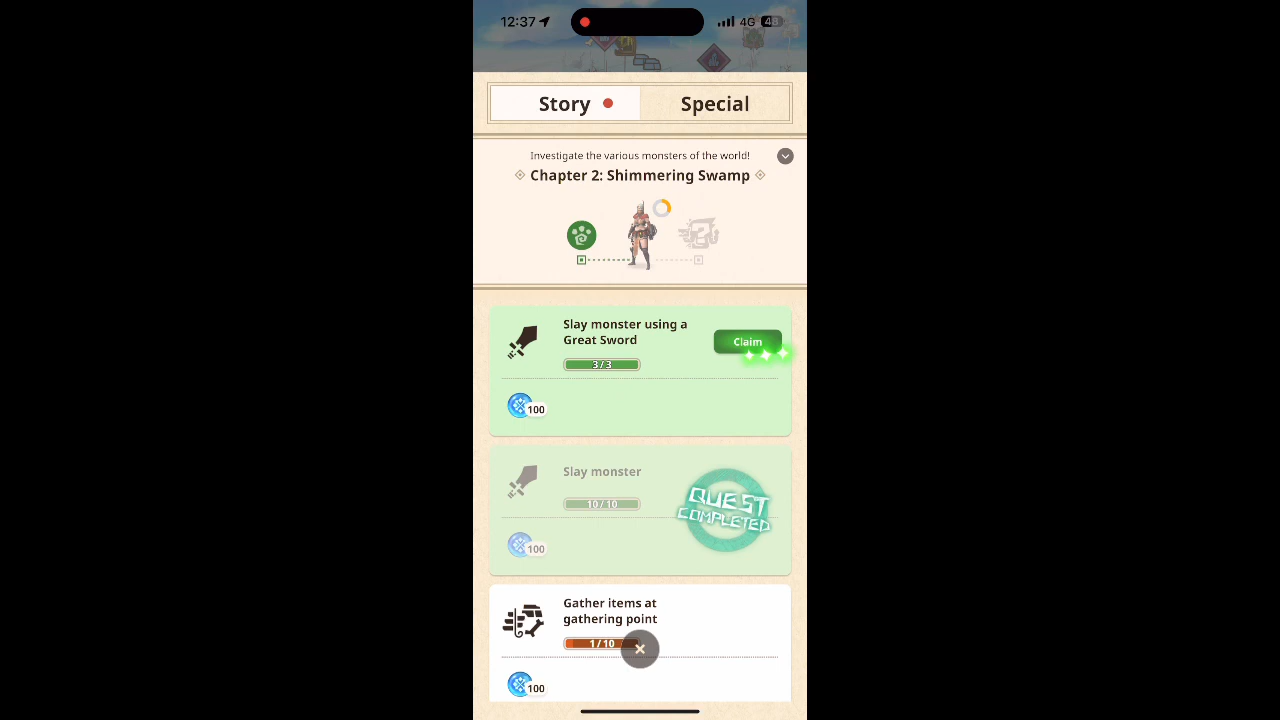 12:37
4G 43
Story
Special
Investigate the various monsters of the world!
Chapter 2: Shimmering Swamp
Slay monster using a
Great Sword
Claim
3 / 3
100
Slay monster
10 / 10
QUEST
COMPLETED
100
Gather items at
gathering point
1 / 10
100